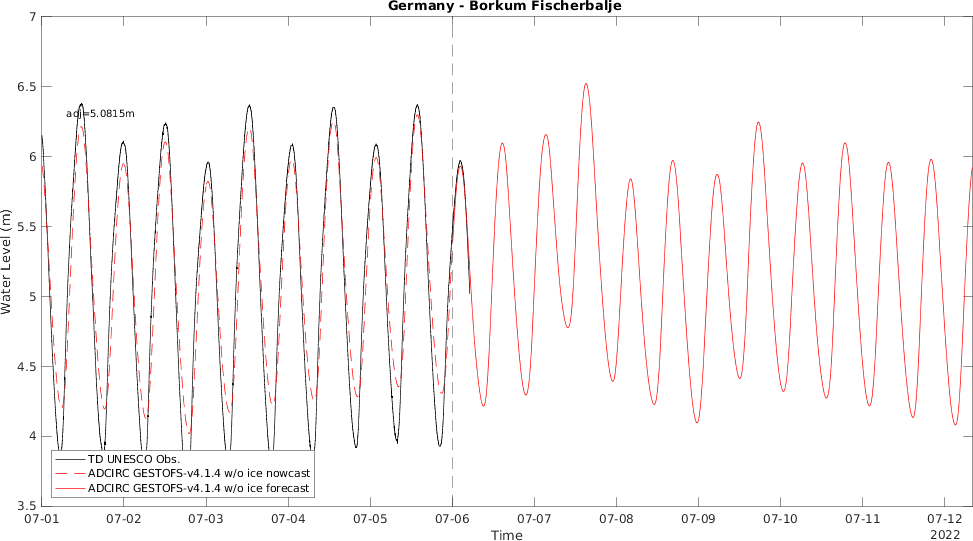 Germany - Borkum Fischerbalje
7
6.5
6
5.5
5
4.5
4
3.5
Water Level (m)
adj=5.0815m
TD UNESCO Obs.
ADCIRC GESTOFS-v4.1.4 w/o ice nowcast
ADCIRC GESTOFS-v4.1.4 w/o ice forecast
07-01 07-02 07-03 07-04 07-05 07-06 07-07 07-08 07-09 07-10 07-11 07-12
Time
2022